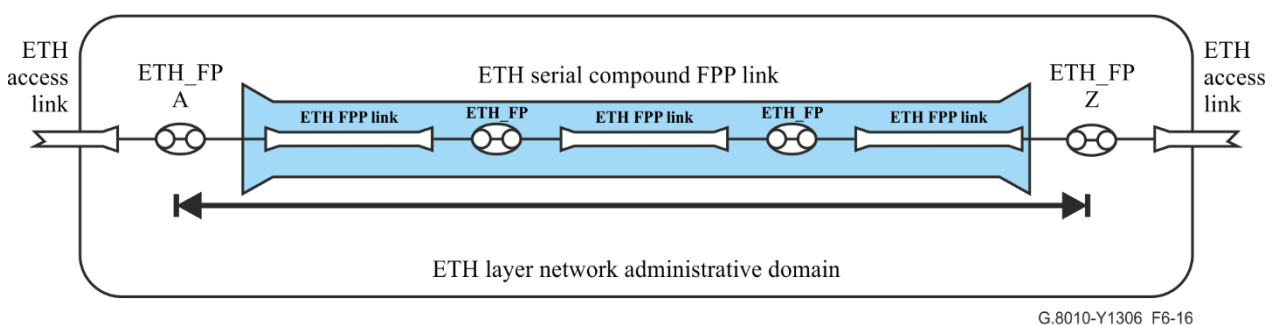 ETH
access
link
ETH_FP
A
ETH serial compound FPP link
ETH_FP
Z
ETH
access
link
ETH FPP link
ETH_FP
ETH FPP link
ETH_FP
ETH FPP link
ETH layer network administrative domain
G.8010-Y1306 F6-16